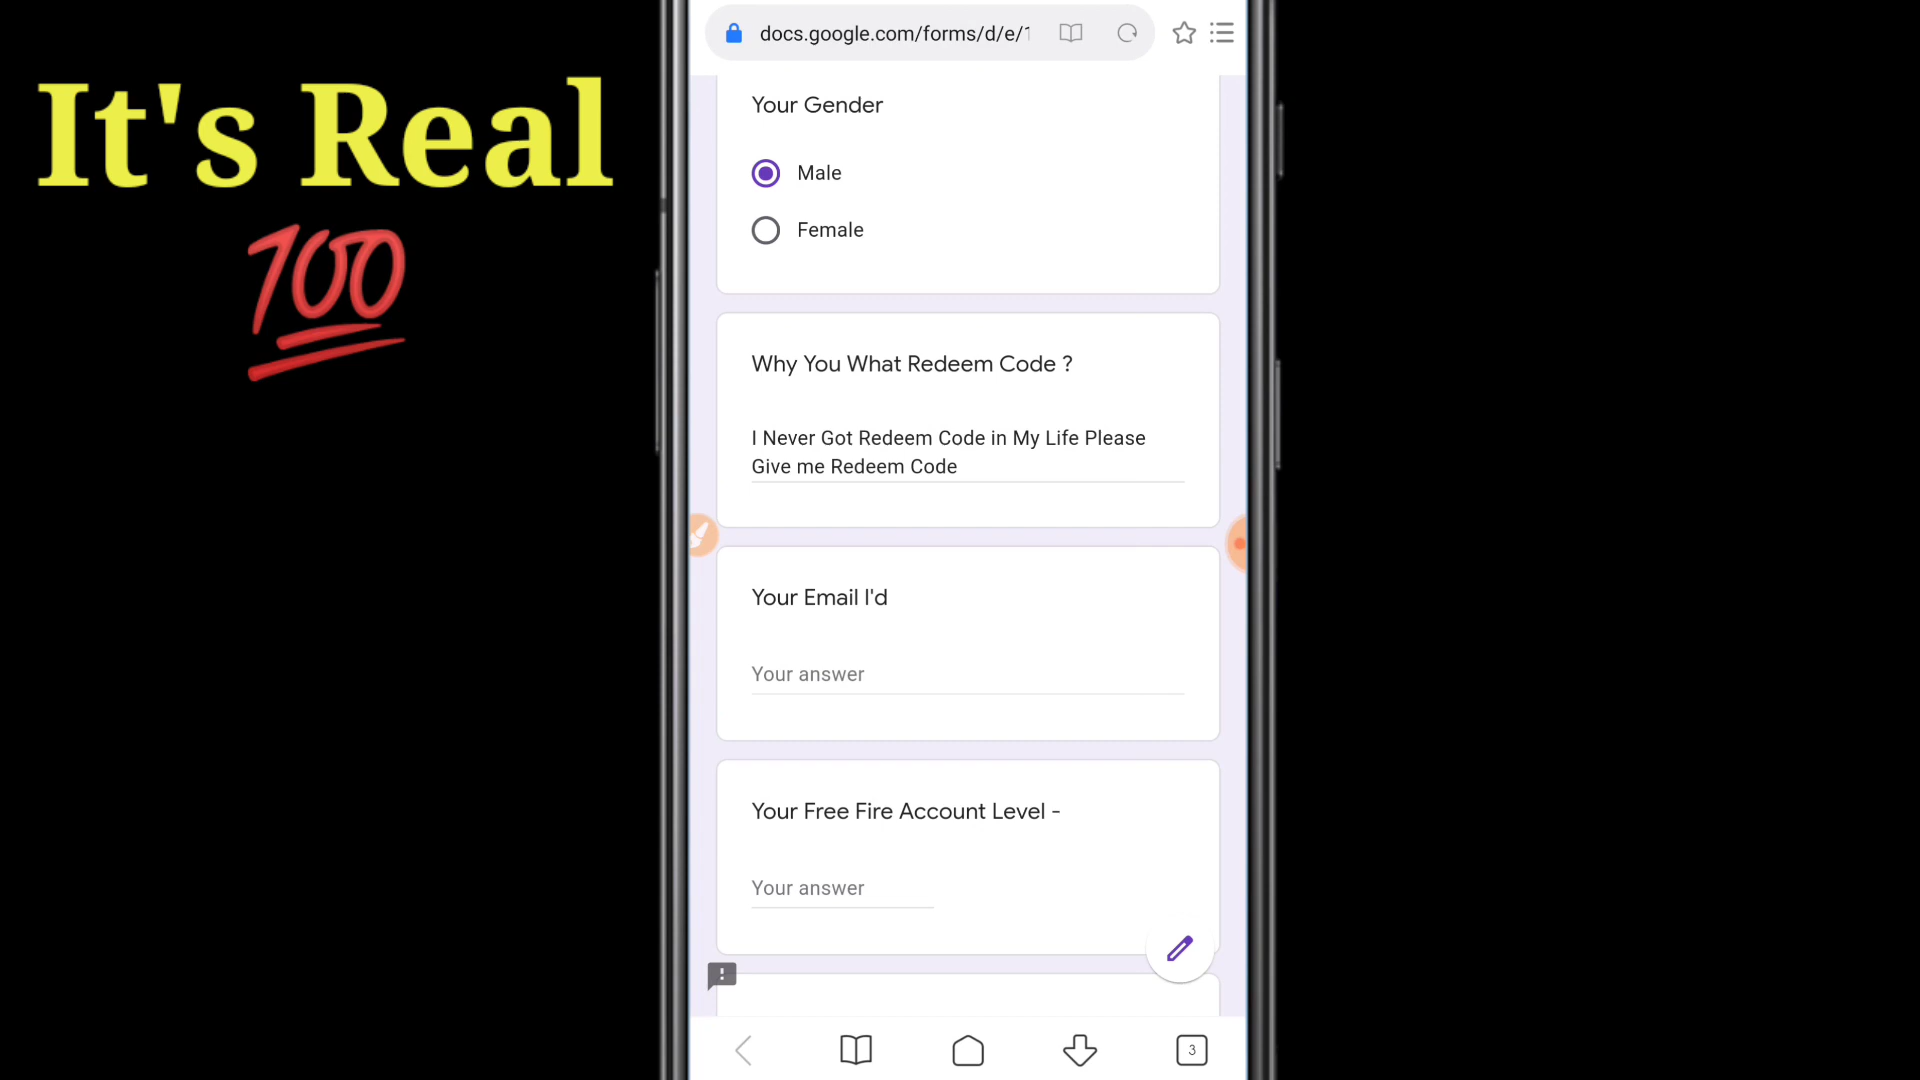 It's Real
💯
docs.google.com/forms/d/e/1
Your Gender
Male
Female
Why You What Redeem Code ?
I Never Got Redeem Code in My Life Please
Give me Redeem Code
Your Email I'd
Your answer
Your Free Fire Account Level -
Your answer
3